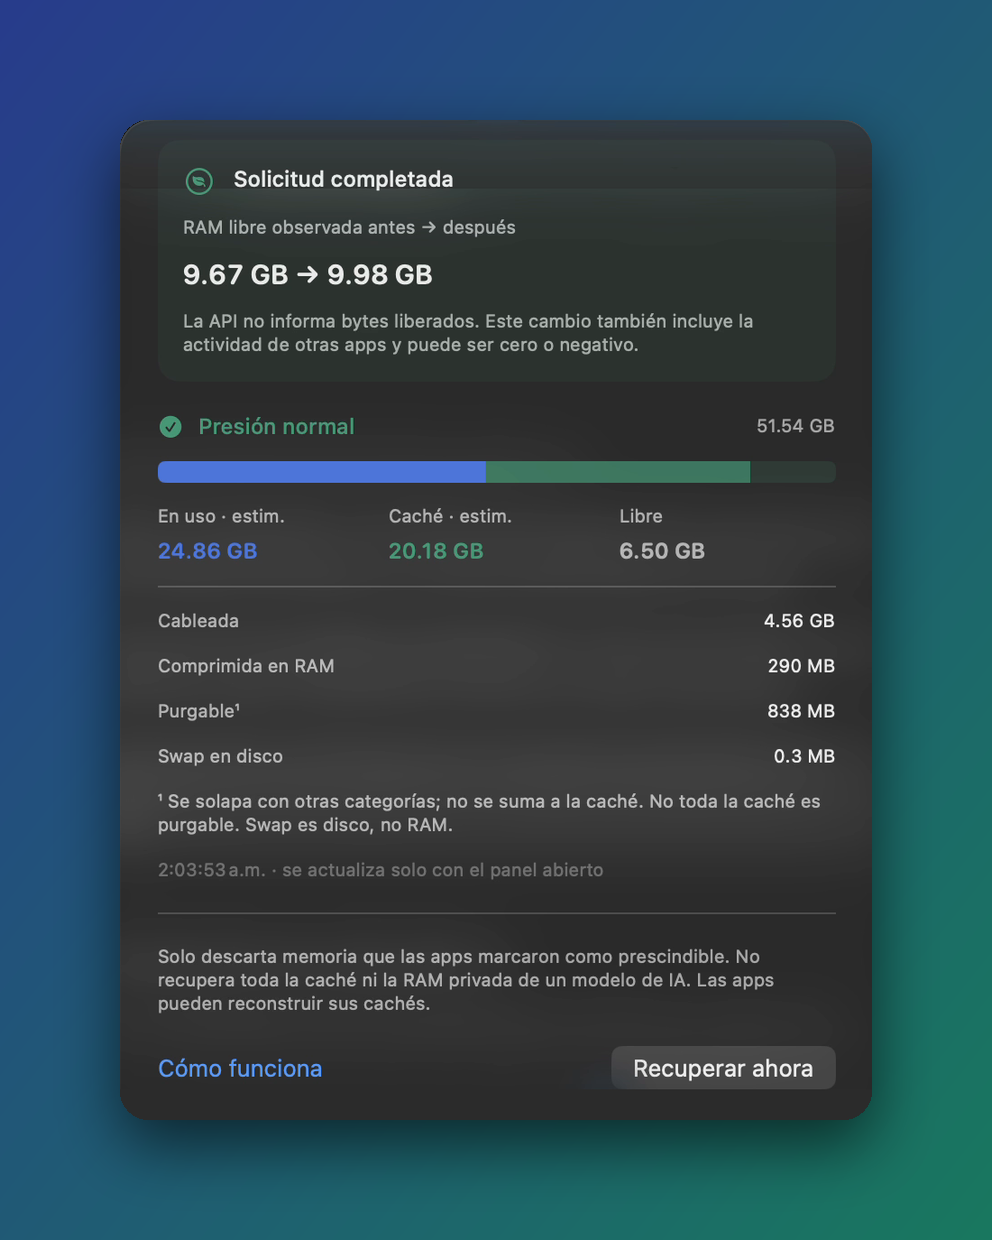 Solicitud completada
RAM libre observada antes → después
9.67 GB → 9.98 GB
La API no informa bytes liberados. Este cambio también incluye la
actividad de otras apps y puede ser cero o negativo.
Presión normal
51.54 GB
En uso · estim.
Caché · estim.
Libre
24.86 GB
20.18 GB
6.50 GB
Cableada
4.56 GB
Comprimida en RAM
290 MB
Purgable¹
838 MB
Swap en disco
0.3 MB
¹ Se solapa con otras categorías; no se suma a la caché. No toda la caché es
purgable. Swap es disco, no RAM.
2:03:53 a.m. · se actualiza solo con el panel abierto
Solo descarta memoria que las apps marcaron como prescindible. No
recupera toda la caché ni la RAM privada de un modelo de IA. Las apps
pueden reconstruir sus cachés.
Cómo funciona
Recuperar ahora